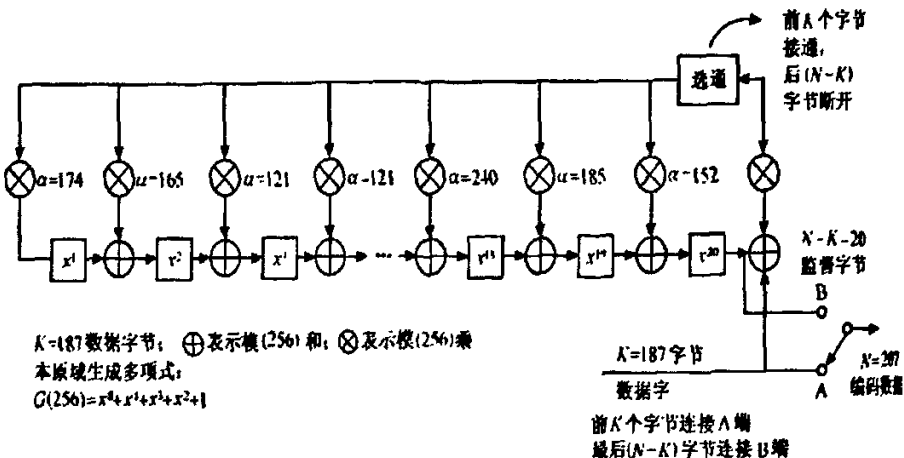 前K个字节
接通,
后(N-K)
字节断开
选通
α=174 α=165 α=121 α=121 α=240 α=185 α=152
N-K-20
监督字节
x¹ x² x³ … x¹⁸ x¹⁹ x²⁰
B
K=187数据字节; ⊕表示模(256)和; ⊗表示模(256)乘
本原域生成多项式:
G(256)=x⁸+x⁴+x³+x²+1
K=187字节
数据字
A
N=207
编码数据
前K个字节连接A端
最后(N-K)字节连接B端